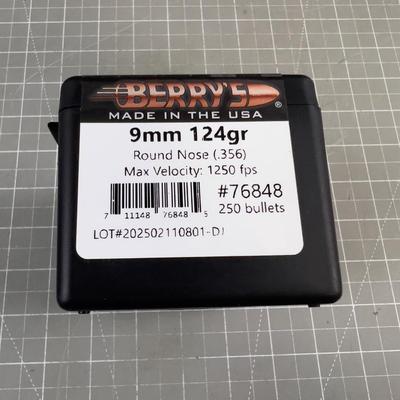 BERRY'S ®
MADE IN THE USA
9mm 124gr
Round Nose (.356)
Max Velocity: 1250 fps
#76848
250 bullets
7 11148 76848 5
LOT#202502110801-DJ